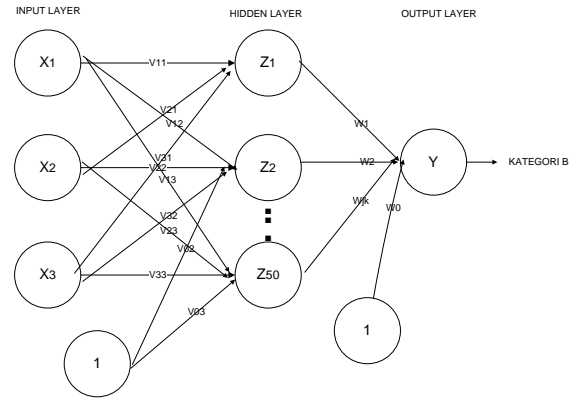 INPUT LAYER
HIDDEN LAYER
OUTPUT LAYER
X1
V11
Z1
V21
V12
W1
X2
V31
V22
V13
Z2
W2
Y
KATEGORI B
V32
V23
Wjk
W0
V02
X3
V33
Z50
V03
1
1